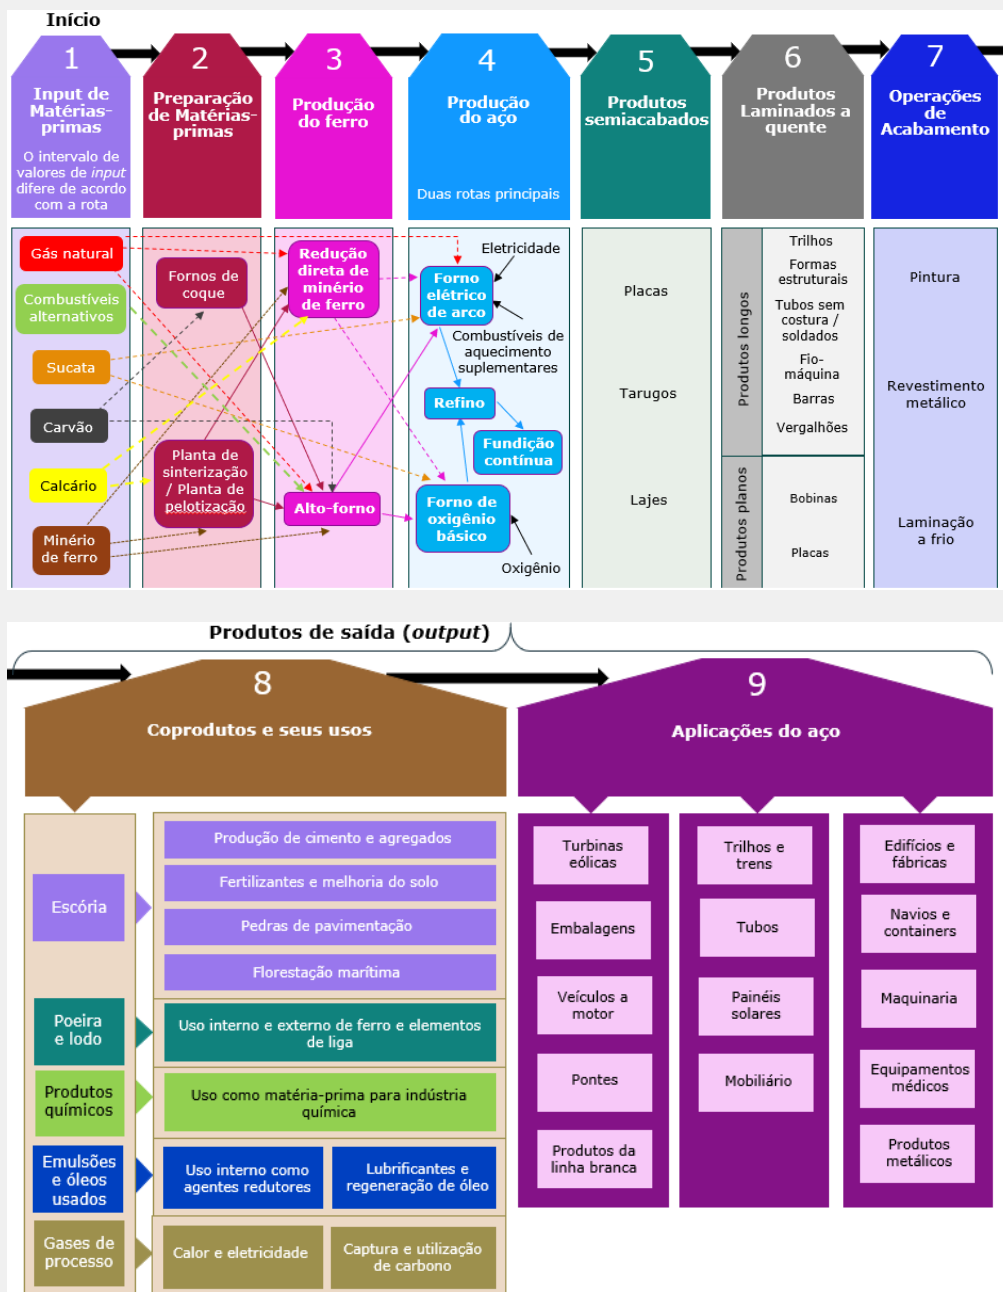 Início
1
Input de
Matérias-
primas
O intervalo de
valores de input
difere de acordo
com a rota
2
Preparação
de Matérias-
primas
3
Produção
do ferro
4
Produção
do aço
Duas rotas principais
5
Produtos
semiacabados
6
Produtos
Laminados a
quente
7
Operações
de
Acabamento
Gás natural
Combustíveis
alternativos
Sucata
Carvão
Calcário
Minério
de ferro
Fornos de
coque
Planta de
sinterização
/ Planta de
pelotização
Redução
direta de
minério
de ferro
Alto-forno
Eletricidade
Forno
elétrico
de arco
Combustíveis de
aquecimento
suplementares
Refino
Fundição
contínua
Forno de
oxigênio
básico
Oxigênio
Placas
Tarugos
Lajes
Produtos longos
Trilhos
Formas
estruturais
Tubos sem
costura /
soldados
Fio-
máquina
Barras
Vergalhões
Produtos planos
Bobinas
Placas
Pintura
Revestimento
metálico
Laminação
a frio
Produtos de saída (output)
8
Coprodutos e seus usos
Escória
Produção de cimento e agregados
Fertilizantes e melhoria do solo
Pedras de pavimentação
Florestação marítima
Poeira
e lodo
Uso interno e externo de ferro e elementos
de liga
Produtos
químicos
Uso como matéria-prima para indústria
química
Emulsões
e óleos
usados
Uso interno como
agentes redutores
Lubrificantes e
regeneração de óleo
Gases de
processo
Calor e eletricidade
Captura e utilização
de carbono
9
Aplicações do aço
Turbinas
eólicas
Embalagens
Veículos a
motor
Pontes
Produtos da
linha branca
Trilhos e
trens
Tubos
Painéis
solares
Mobiliário
Edifícios e
fábricas
Navios e
containers
Maquinaria
Equipamentos
médicos
Produtos
metálicos